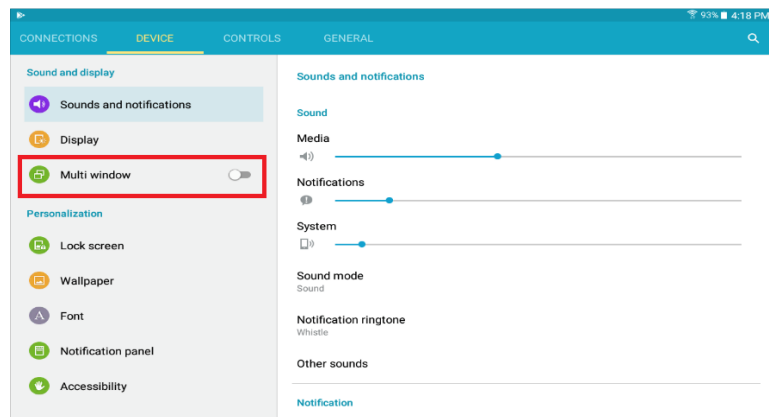 93% 4:18 PM
CONNECTIONS DEVICE CONTROLS GENERAL
Sound and display
Sounds and notifications
Display
Multi window
Personalization
Lock screen
Wallpaper
A Font
Notification panel
Accessibility
Sounds and notifications
Sound
Media
Notifications
System
Sound mode
Sound
Notification ringtone
Whistle
Other sounds
Notification